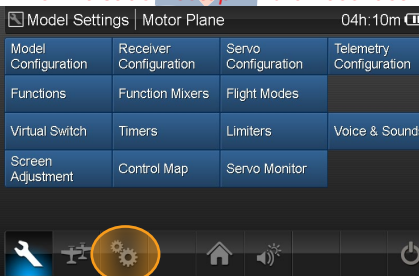 Model Settings | Motor Plane 04h:10m
Model Configuration
Receiver Configuration
Servo Configuration
Telemetry Configuration
Functions
Function Mixers
Flight Modes
Virtual Switch
Timers
Limiters
Voice & Sound
Screen Adjustment
Control Map
Servo Monitor